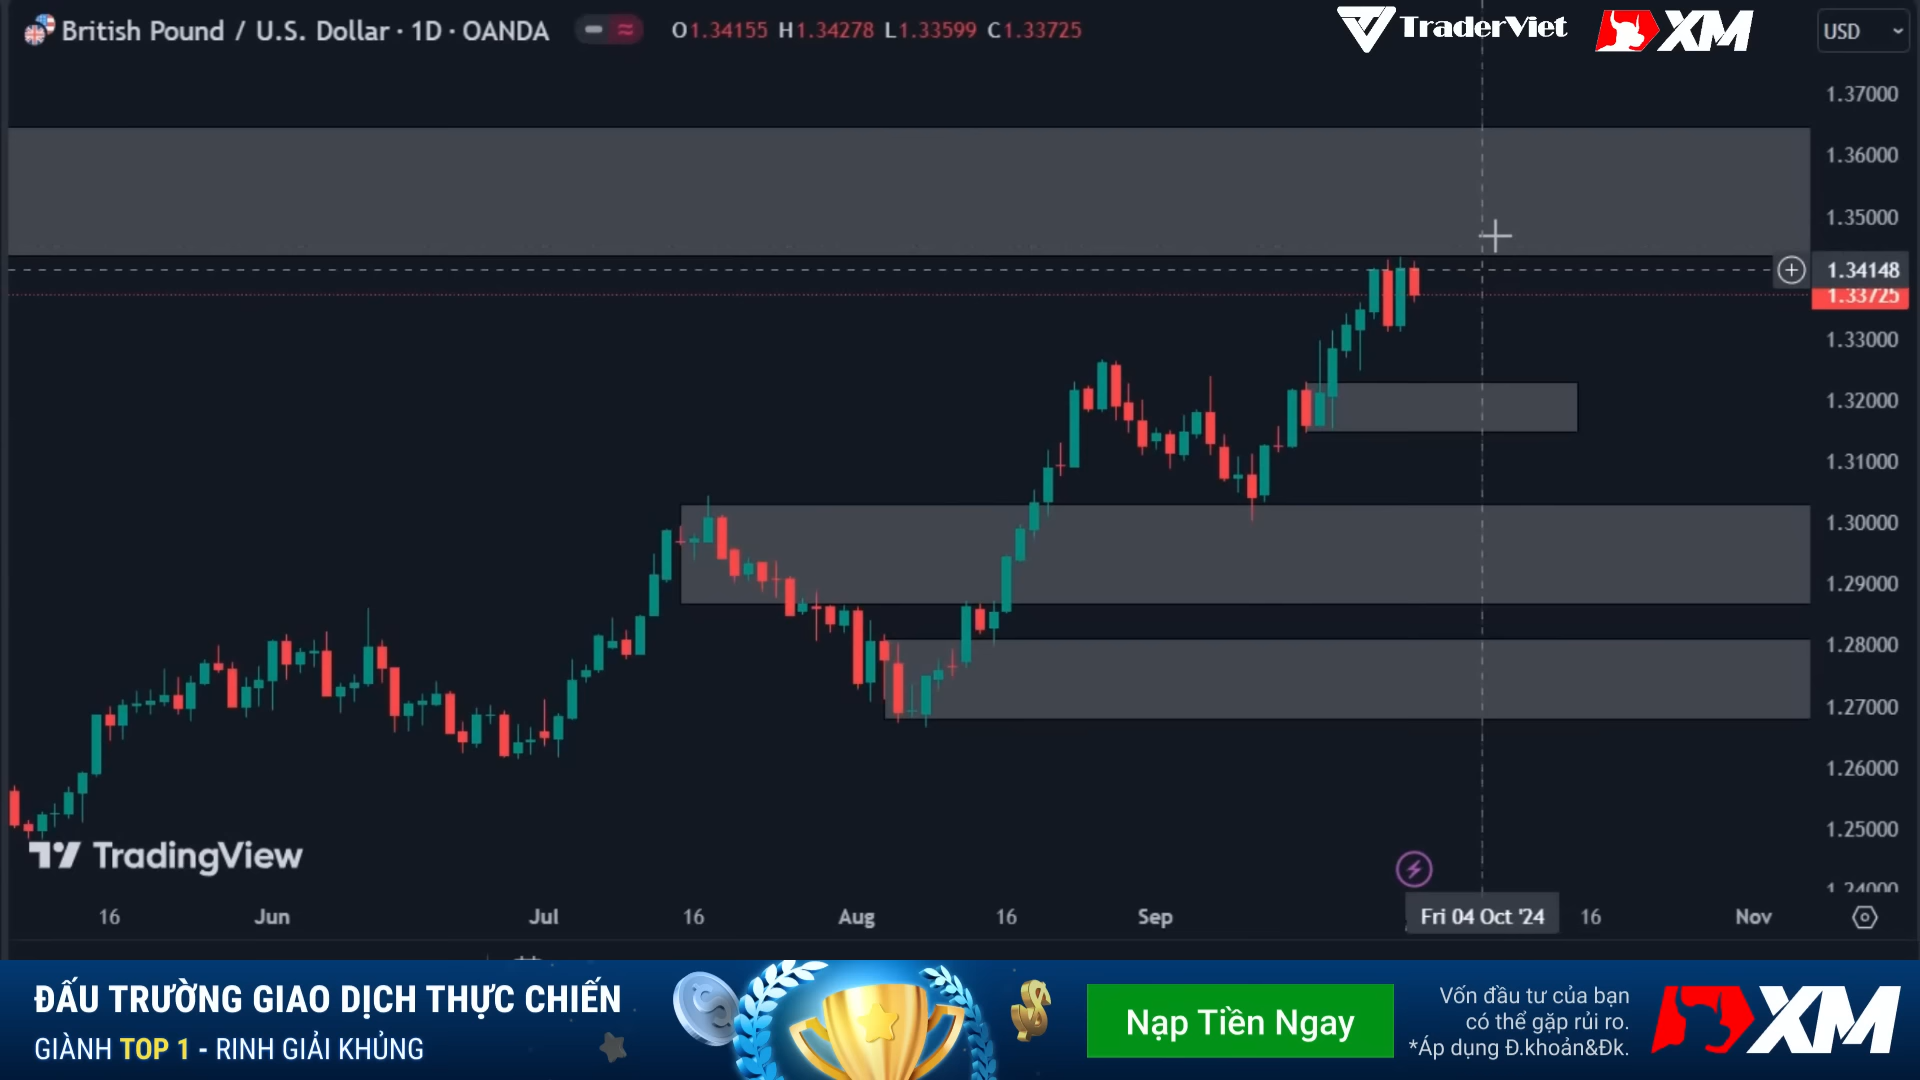 British Pound / U.S. Dollar · 1D · OANDA
O1.34155 H1.34278 L1.33599 C1.33725
TraderViet
XM
USD
1.37000
1.36000
1.35000
1.34148
1.33725
1.33000
1.32000
1.31000
1.30000
1.29000
1.28000
1.27000
1.26000
1.25000
1.24000
TradingView
16 Jun Jul 16 Aug 16 Sep Fri 04 Oct '24 16 Nov
ĐẤU TRƯỜNG GIAO DỊCH THỰC CHIẾN
GIÀNH TOP 1 - RINH GIẢI KHỦNG
Nạp Tiền Ngay
Vốn đầu tư của bạn
có thể gặp rủi ro.
*Áp dụng Đ.khoản&Đk.
XM